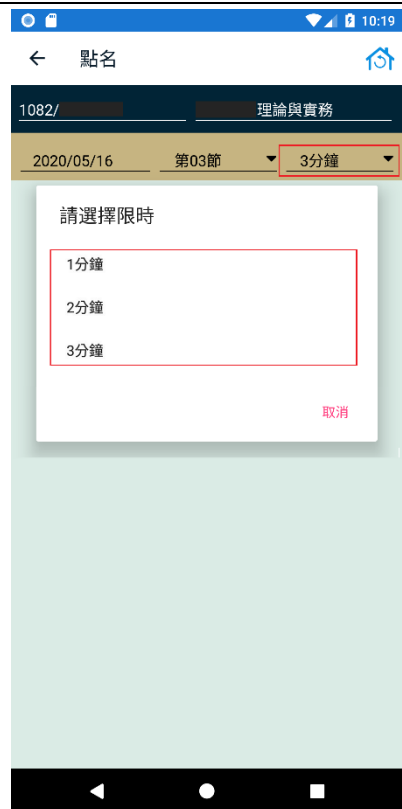 10:19
點名
1082/ 理論與實務
2020/05/16 第03節 3分鐘
請選擇限時
1分鐘
2分鐘
3分鐘
取消